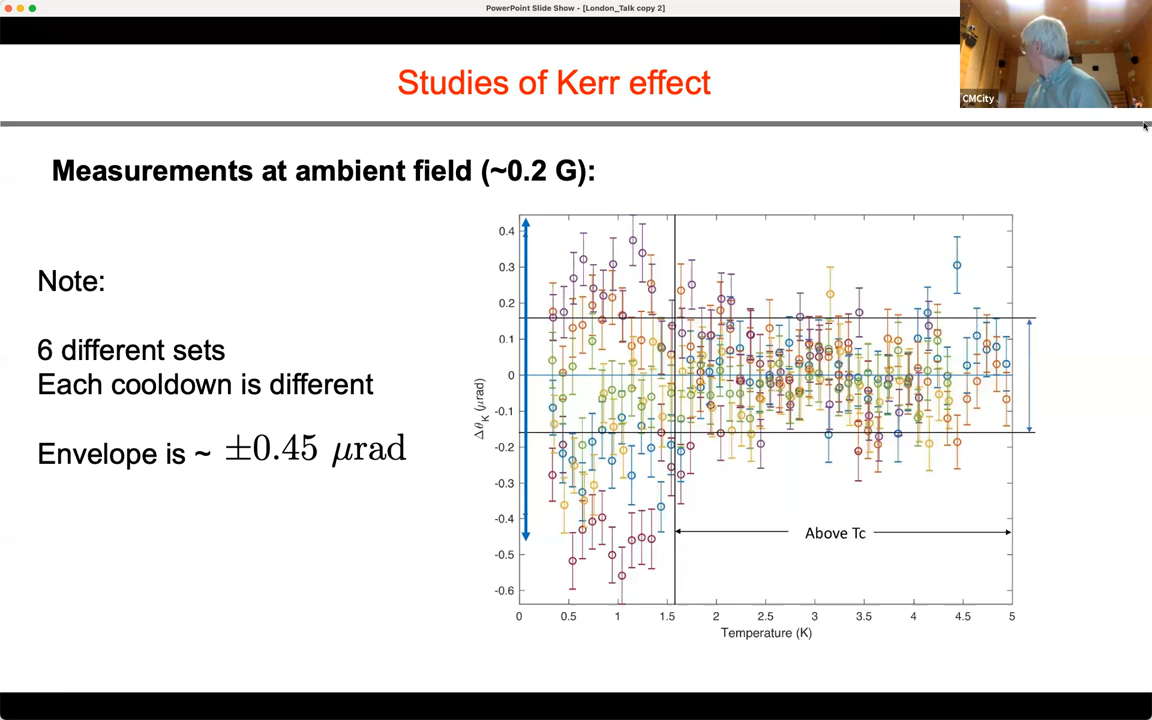 PowerPoint Slide Show - [London_Talk copy 2]
CMCity
Studies of Kerr effect
Measurements at ambient field (~0.2 G):
Note:
6 different sets
Each cooldown is different
Envelope is ~ ±0.45 μrad
0.4
0.3
0.2
0.1
0
-0.1
-0.2
-0.3
-0.4
-0.5
-0.6
Δθ_K (μrad)
Above Tc
0 0.5 1 1.5 2 2.5 3 3.5 4 4.5 5
Temperature (K)